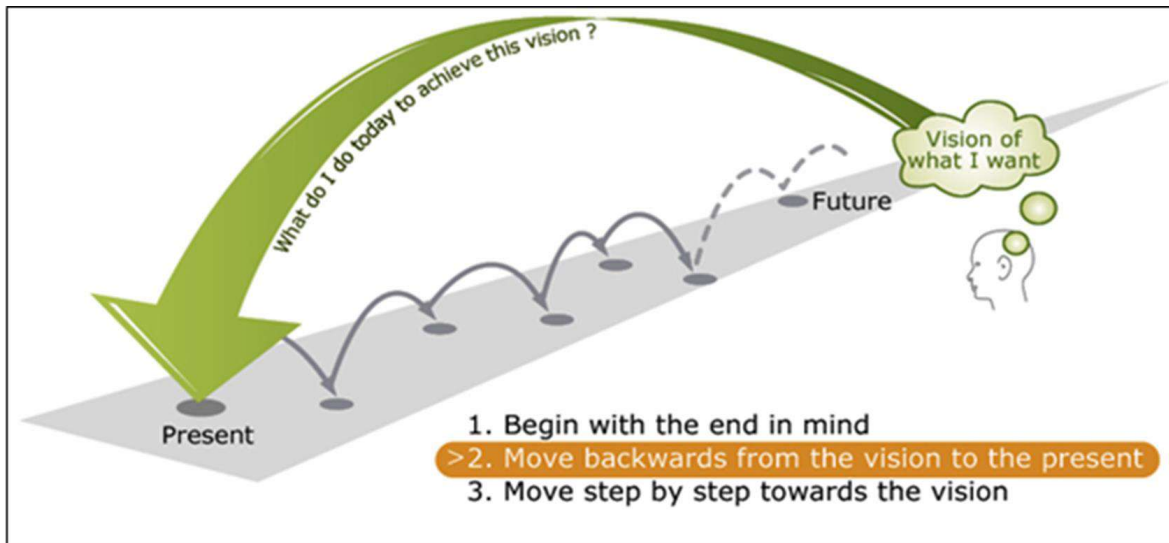 What do I do today to achieve this vision ?
Vision of
what I want
Future
Present
1. Begin with the end in mind
>2. Move backwards from the vision to the present
3. Move step by step towards the vision